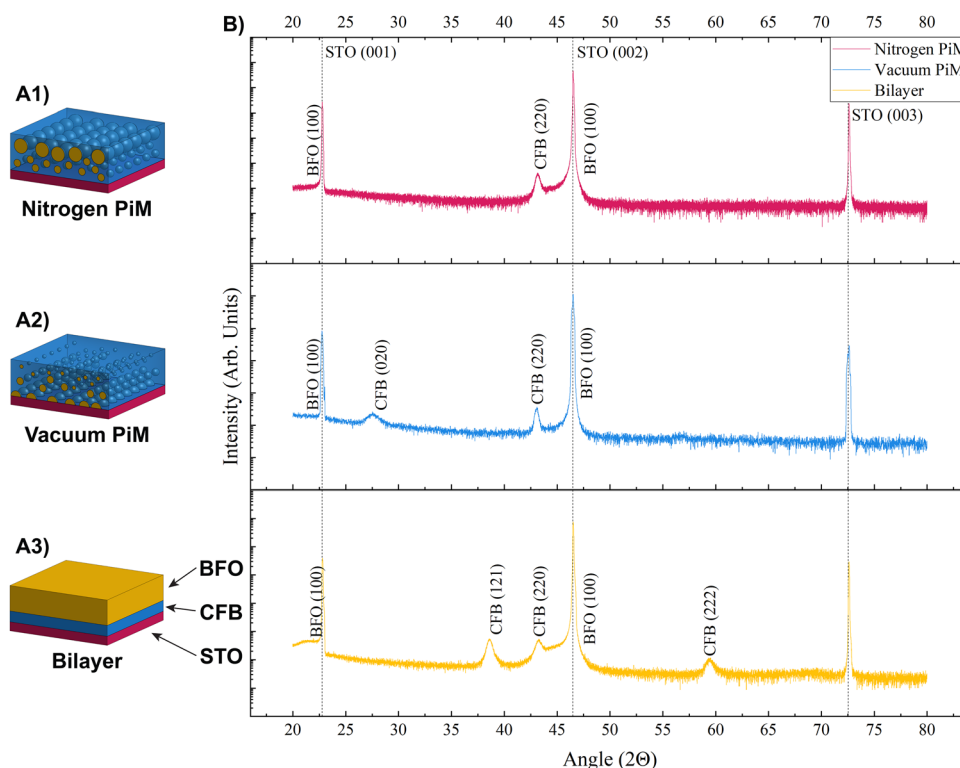 A1)
Nitrogen PiM
A2)
Vacuum PiM
A3)
BFO
CFB
STO
Bilayer
B)
20 25 30 35 40 45 50 55 60 65 70 75 80
STO (001)
STO (002)
Nitrogen PiM
Vacuum PiM
Bilayer
STO (003)
BFO (100)
CFB (220)
BFO (100)
BFO (100)
CFB (020)
CFB (220)
BFO (100)
BFO (100)
CFB (121)
CFB (220)
BFO (100)
CFB (222)
Intensity (Arb. Units)
20 25 30 35 40 45 50 55 60 65 70 75 80
Angle (2Θ)